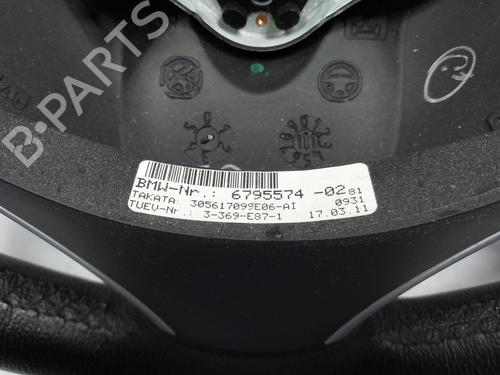 B-PARTS
BMW-Nr.: 6795574 -02 81
TAKATA: 305617099E06-AI 0931
TUEV-Nr.: 3-369-E87-1 17.03.11